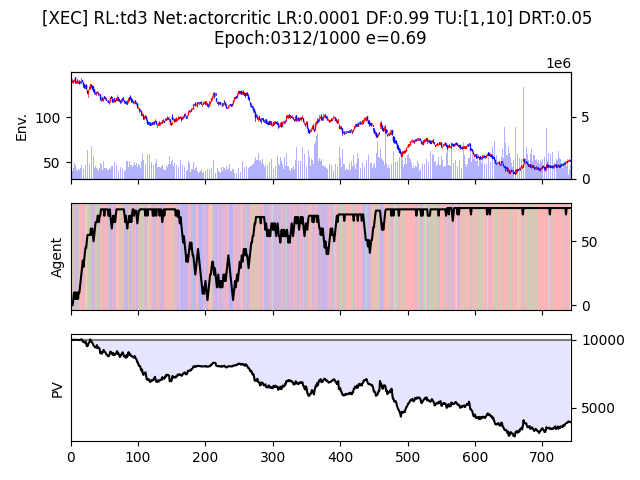 [XEC] RL:td3 Net:actorcritic LR:0.0001 DF:0.99 TU:[1,10] DRT:0.05
Epoch:0312/1000 e=0.69
1e6
Env.
100
50
5
0
Agent
50
0
PV
10000
5000
0 100 200 300 400 500 600 700